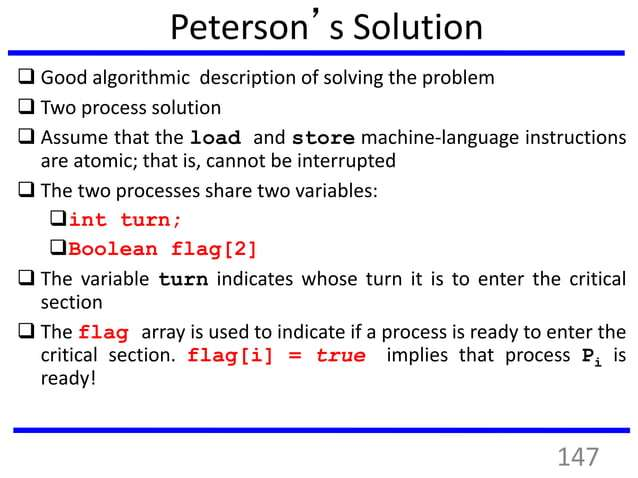 Peterson’s Solution
❑ Good algorithmic description of solving the problem
❑ Two process solution
❑ Assume that the load and store machine-language instructions
are atomic; that is, cannot be interrupted
❑ The two processes share two variables:
❑int turn;
❑Boolean flag[2]
❑ The variable turn indicates whose turn it is to enter the critical
section
❑ The flag array is used to indicate if a process is ready to enter the
critical section. flag[i] = true implies that process Pi is
ready!
147